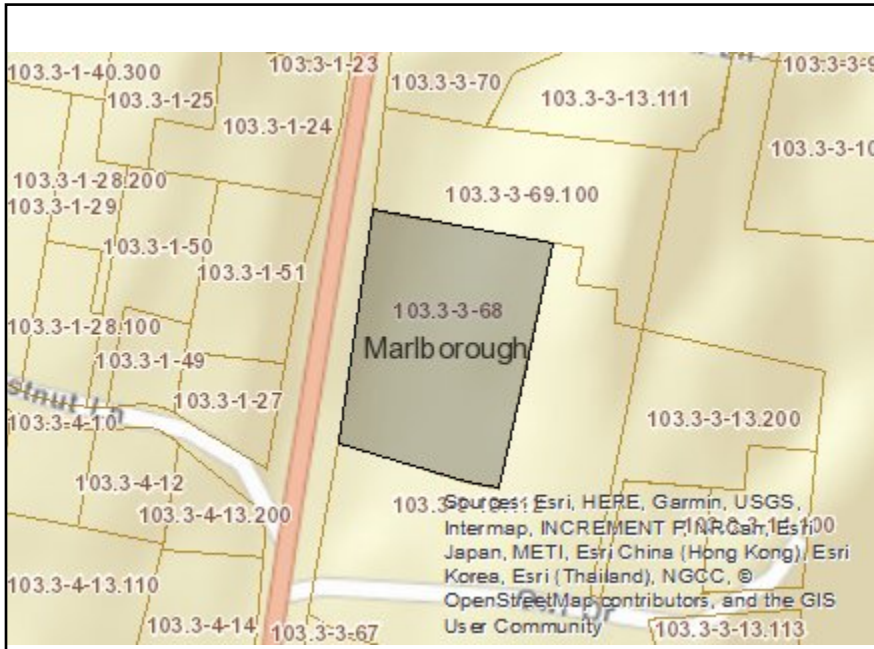 103.3-1-40.300
103.3-1-23
103.3-3-70
103.3-1-25
103.3-3-13.111
103.3-1-24
103.3-1-28.200
103.3-3-69.100
103.3-1-29
103.3-1-50
103.3-1-51
103.3-3-68
103.3-1-28.100
Marlborough
103.3-1-49
stnut Ln
103.3-1-27
103.3-4-10
103.3-3-13.200
103.3-4-12
103.3-4-13.200
Sources: Esri, HERE, Garmin, USGS,
Intermap, INCREMENT P, NRCan, Esri
Japan, METI, Esri China (Hong Kong), Esri
Korea, Esri (Thailand), NGCC, ©
OpenStreetMap contributors, and the GIS
User Community
103.3-4-13.110
Dr
103.3-4-14
103.3-3-67
103.3-3-13.113